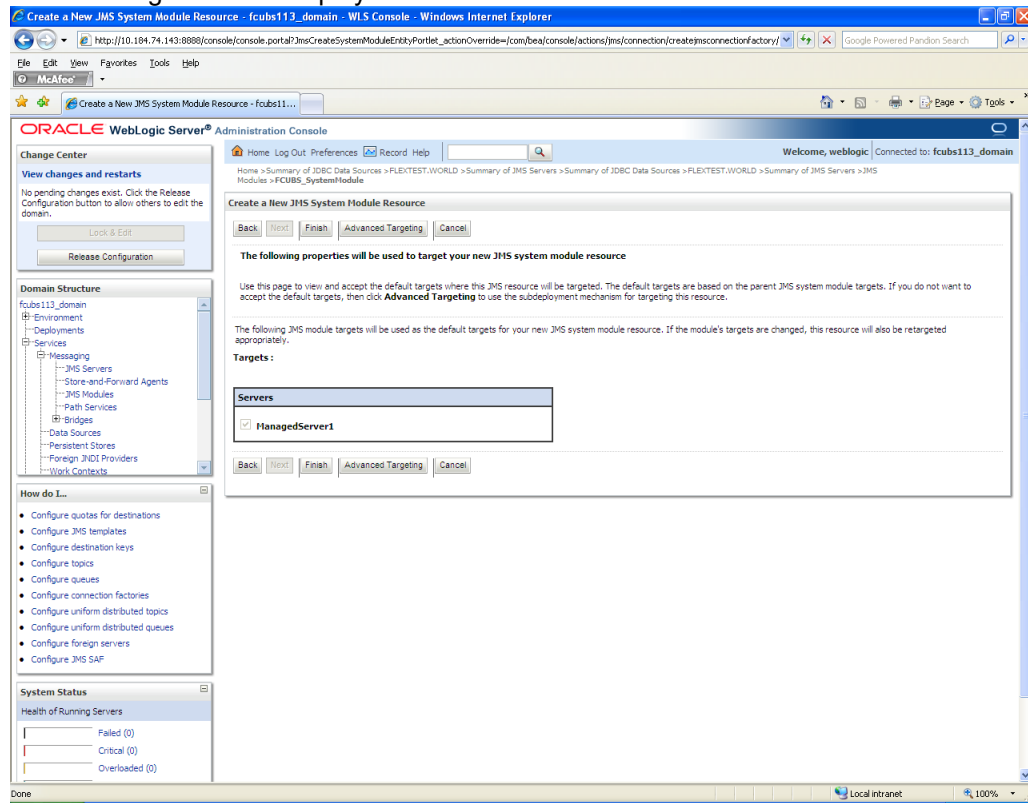 Create a New JMS System Module Resource - fcubs113_domain - WLS Console - Windows Internet Explorer
http://10.184.74.143:8888/console/console.portal?JmsCreateSystemModuleEntityPortlet_actionOverride=/com/bea/console/actions/jms/connection/createjmsconnectionfactory/
Google Powered Pandion Search
File Edit View Favorites Tools Help
McAfee
Create a New JMS System Module Resource - fcubs11...
Page Tools
ORACLE WebLogic Server® Administration Console
Change Center
View changes and restarts
No pending changes exist. Click the Release
Configuration button to allow others to edit the
domain.
Lock & Edit
Release Configuration
Domain Structure
fcubs113_domain
Environment
Deployments
Services
Messaging
JMS Servers
Store-and-Forward Agents
JMS Modules
Path Services
Bridges
Data Sources
Persistent Stores
Foreign JNDI Providers
Work Contexts
How do I...
Configure quotas for destinations
Configure JMS templates
Configure destination keys
Configure topics
Configure queues
Configure connection factories
Configure uniform distributed topics
Configure uniform distributed queues
Configure foreign servers
Configure JMS SAF
System Status
Health of Running Servers
Failed (0)
Critical (0)
Overloaded (0)
Home Log Out Preferences Record Help
Welcome, weblogic Connected to: fcubs113_domain
Home >Summary of JDBC Data Sources >FLEXTEST.WORLD >Summary of JMS Servers >Summary of JDBC Data Sources >FLEXTEST.WORLD >Summary of JMS Servers >JMS
Modules >FCUBS_SystemModule
Create a New JMS System Module Resource
Back Next Finish Advanced Targeting Cancel
The following properties will be used to target your new JMS system module resource
Use this page to view and accept the default targets where this JMS resource will be targeted. The default targets are based on the parent JMS system module targets. If you do not want to
accept the default targets, then click Advanced Targeting to use the subdeployment mechanism for targeting this resource.
The following JMS module targets will be used as the default targets for your new JMS system module resource. If the module's targets are changed, this resource will also be retargeted
appropriately.
Targets :
Servers
ManagedServer1
Back Next Finish Advanced Targeting Cancel
Done
Local intranet
100%